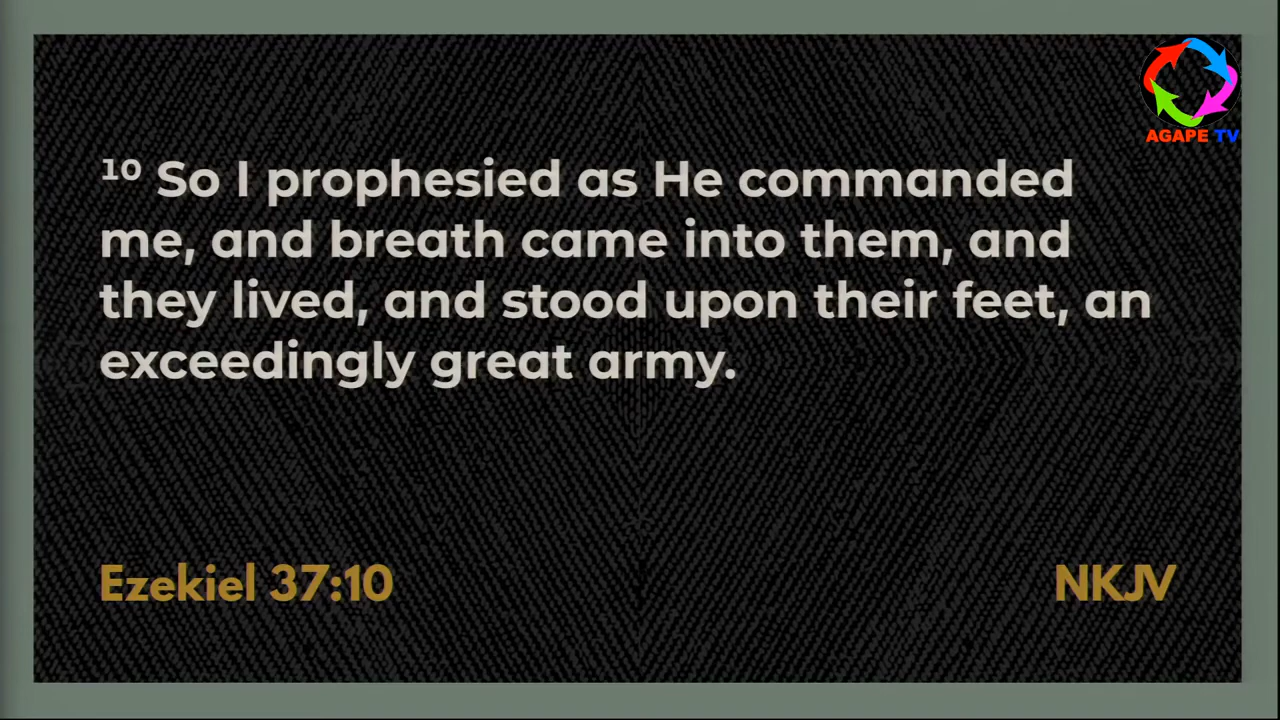 AGAPE TV
¹⁰ So I prophesied as He commanded
me, and breath came into them, and
they lived, and stood upon their feet, an
exceedingly great army.
Ezekiel 37:10
NKJV